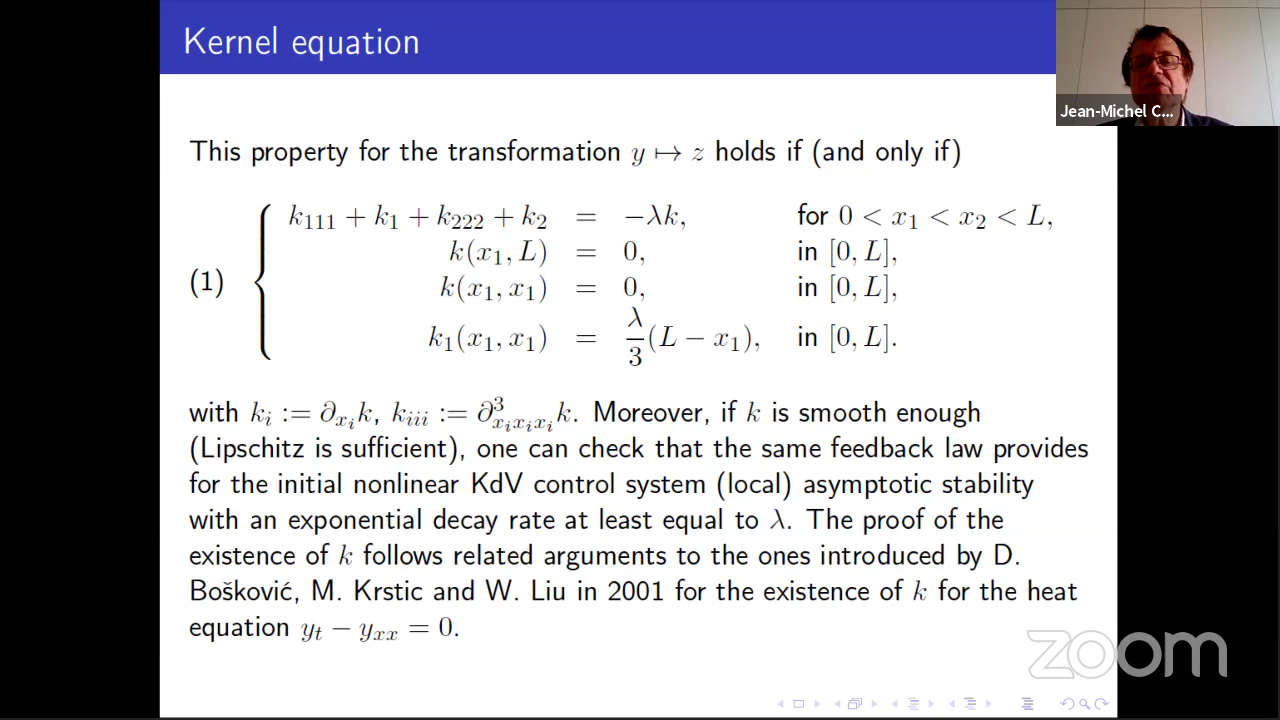 Kernel equation
Jean-Michel C...
This property for the transformation y ↦ z holds if (and only if)
(1)
k₁₁₁ + k₁ + k₂₂₂ + k₂ = −λk, for 0 < x₁ < x₂ < L,
k(x₁, L) = 0, in [0, L],
k(x₁, x₁) = 0, in [0, L],
k₁(x₁, x₁) = λ/3 (L − x₁), in [0, L].
with kᵢ := ∂_{xᵢ}k, kᵢᵢᵢ := ∂³_{xᵢxᵢxᵢ}k. Moreover, if k is smooth enough
(Lipschitz is sufficient), one can check that the same feedback law provides
for the initial nonlinear KdV control system (local) asymptotic stability
with an exponential decay rate at least equal to λ. The proof of the
existence of k follows related arguments to the ones introduced by D.
Bošković, M. Krstic and W. Liu in 2001 for the existence of k for the heat
equation yₜ − yₓₓ = 0.
zoom